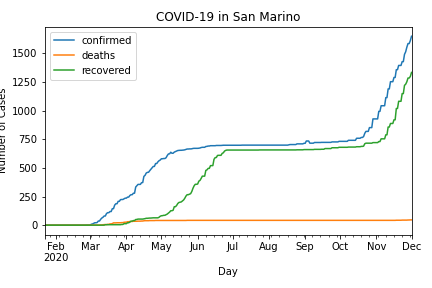 COVID-19 in San Marino
confirmed
deaths
recovered
Number of Cases
1500
1250
1000
750
500
250
0
Feb Mar Apr May Jun Jul Aug Sep Oct Nov Dec
2020
Day